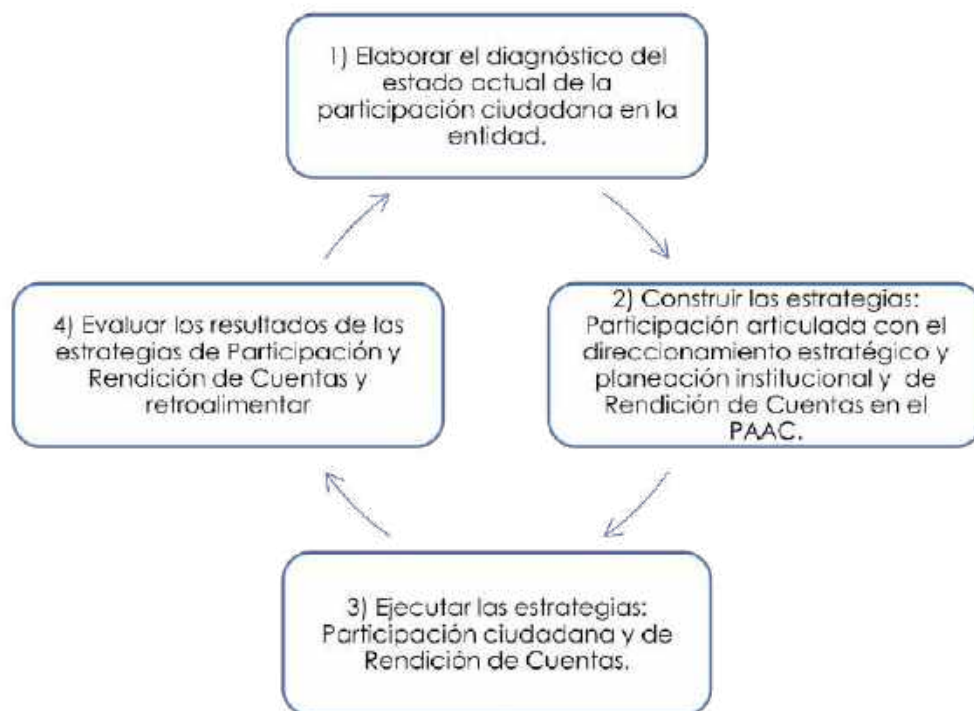 1) Elaborar el diagnóstico del
estado actual de la
participación ciudadana en la
entidad.
2) Construir las estrategias:
Participación articulada con el
direccionamiento estratégico y
planeación institucional y de
Rendición de Cuentas en el
PAAC.
3) Ejecutar las estrategias:
Participación ciudadana y de
Rendición de Cuentas.
4) Evaluar los resultados de las
estrategias de Participación y
Rendición de Cuentas y
retroalimentar